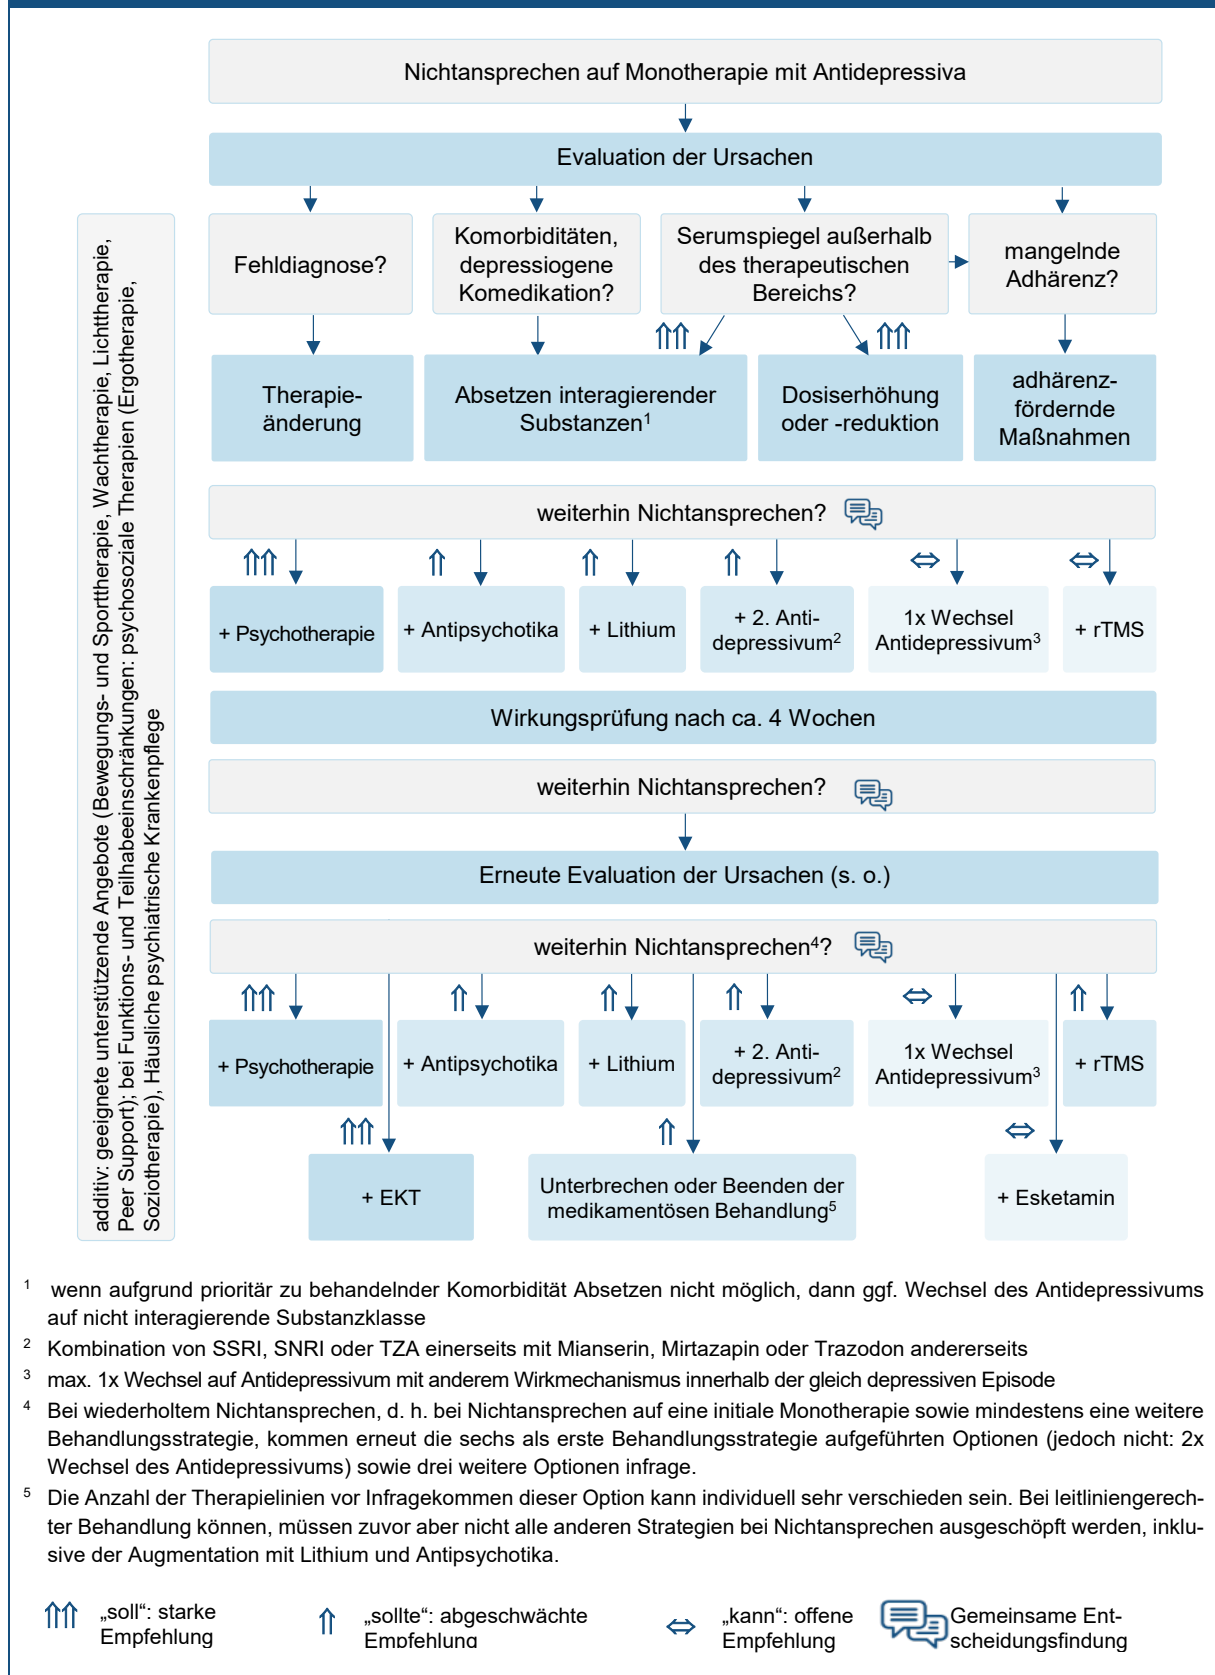 Nichtansprechen auf Monotherapie mit Antidepressiva
Evaluation der Ursachen
additiv: geeignete unterstützende Angebote (Bewegungs- und Sporttherapie, Wachtherapie, Lichttherapie,
Peer Support); bei Funktions- und Teilhabeeinschränkungen: psychosoziale Therapien (Ergotherapie,
Soziotherapie), Häusliche psychiatrische Krankenpflege
Fehldiagnose?
Komorbiditäten,
depressiogene
Komedikation?
Serumspiegel außerhalb
des therapeutischen
Bereichs?
mangelnde
Adhärenz?
⇑⇑
⇑⇑
Therapie-
änderung
Absetzen interagierender
Substanzen¹
Dosiserhöhung
oder -reduktion
adhärenz-
fördernde
Maßnahmen
weiterhin Nichtansprechen?
⇑⇑
⇑
⇑
⇑
⇔
⇔
+ Psychotherapie
+ Antipsychotika
+ Lithium
+ 2. Anti-
depressivum²
1x Wechsel
Antidepressivum³
+ rTMS
Wirkungsprüfung nach ca. 4 Wochen
weiterhin Nichtansprechen?
Erneute Evaluation der Ursachen (s. o.)
weiterhin Nichtansprechen⁴?
⇑⇑
⇑
⇑
⇑
⇔
⇑
+ Psychotherapie
+ Antipsychotika
+ Lithium
+ 2. Anti-
depressivum²
1x Wechsel
Antidepressivum³
+ rTMS
⇑⇑
⇑
⇔
+ EKT
Unterbrechen oder Beenden der
medikamentösen Behandlung⁵
+ Esketamin
¹ wenn aufgrund prioritär zu behandelnder Komorbidität Absetzen nicht möglich, dann ggf. Wechsel des Antidepressivums
auf nicht interagierende Substanzklasse
² Kombination von SSRI, SNRI oder TZA einerseits mit Mianserin, Mirtazapin oder Trazodon andererseits
³ max. 1x Wechsel auf Antidepressivum mit anderem Wirkmechanismus innerhalb der gleich depressiven Episode
⁴ Bei wiederholtem Nichtansprechen, d. h. bei Nichtansprechen auf eine initiale Monotherapie sowie mindestens eine weitere
Behandlungsstrategie, kommen erneut die sechs als erste Behandlungsstrategie aufgeführten Optionen (jedoch nicht: 2x
Wechsel des Antidepressivums) sowie drei weitere Optionen infrage.
⁵ Die Anzahl der Therapielinien vor Infragekommen dieser Option kann individuell sehr verschieden sein. Bei leitliniengerech-
ter Behandlung können, müssen zuvor aber nicht alle anderen Strategien bei Nichtansprechen ausgeschöpft werden, inklu-
sive der Augmentation mit Lithium und Antipsychotika.
⇑⇑ „soll“: starke
Empfehlung
⇑ „sollte“: abgeschwächte
Empfehlung
⇔ „kann“: offene
Empfehlung
Gemeinsame Ent-
scheidungsfindung